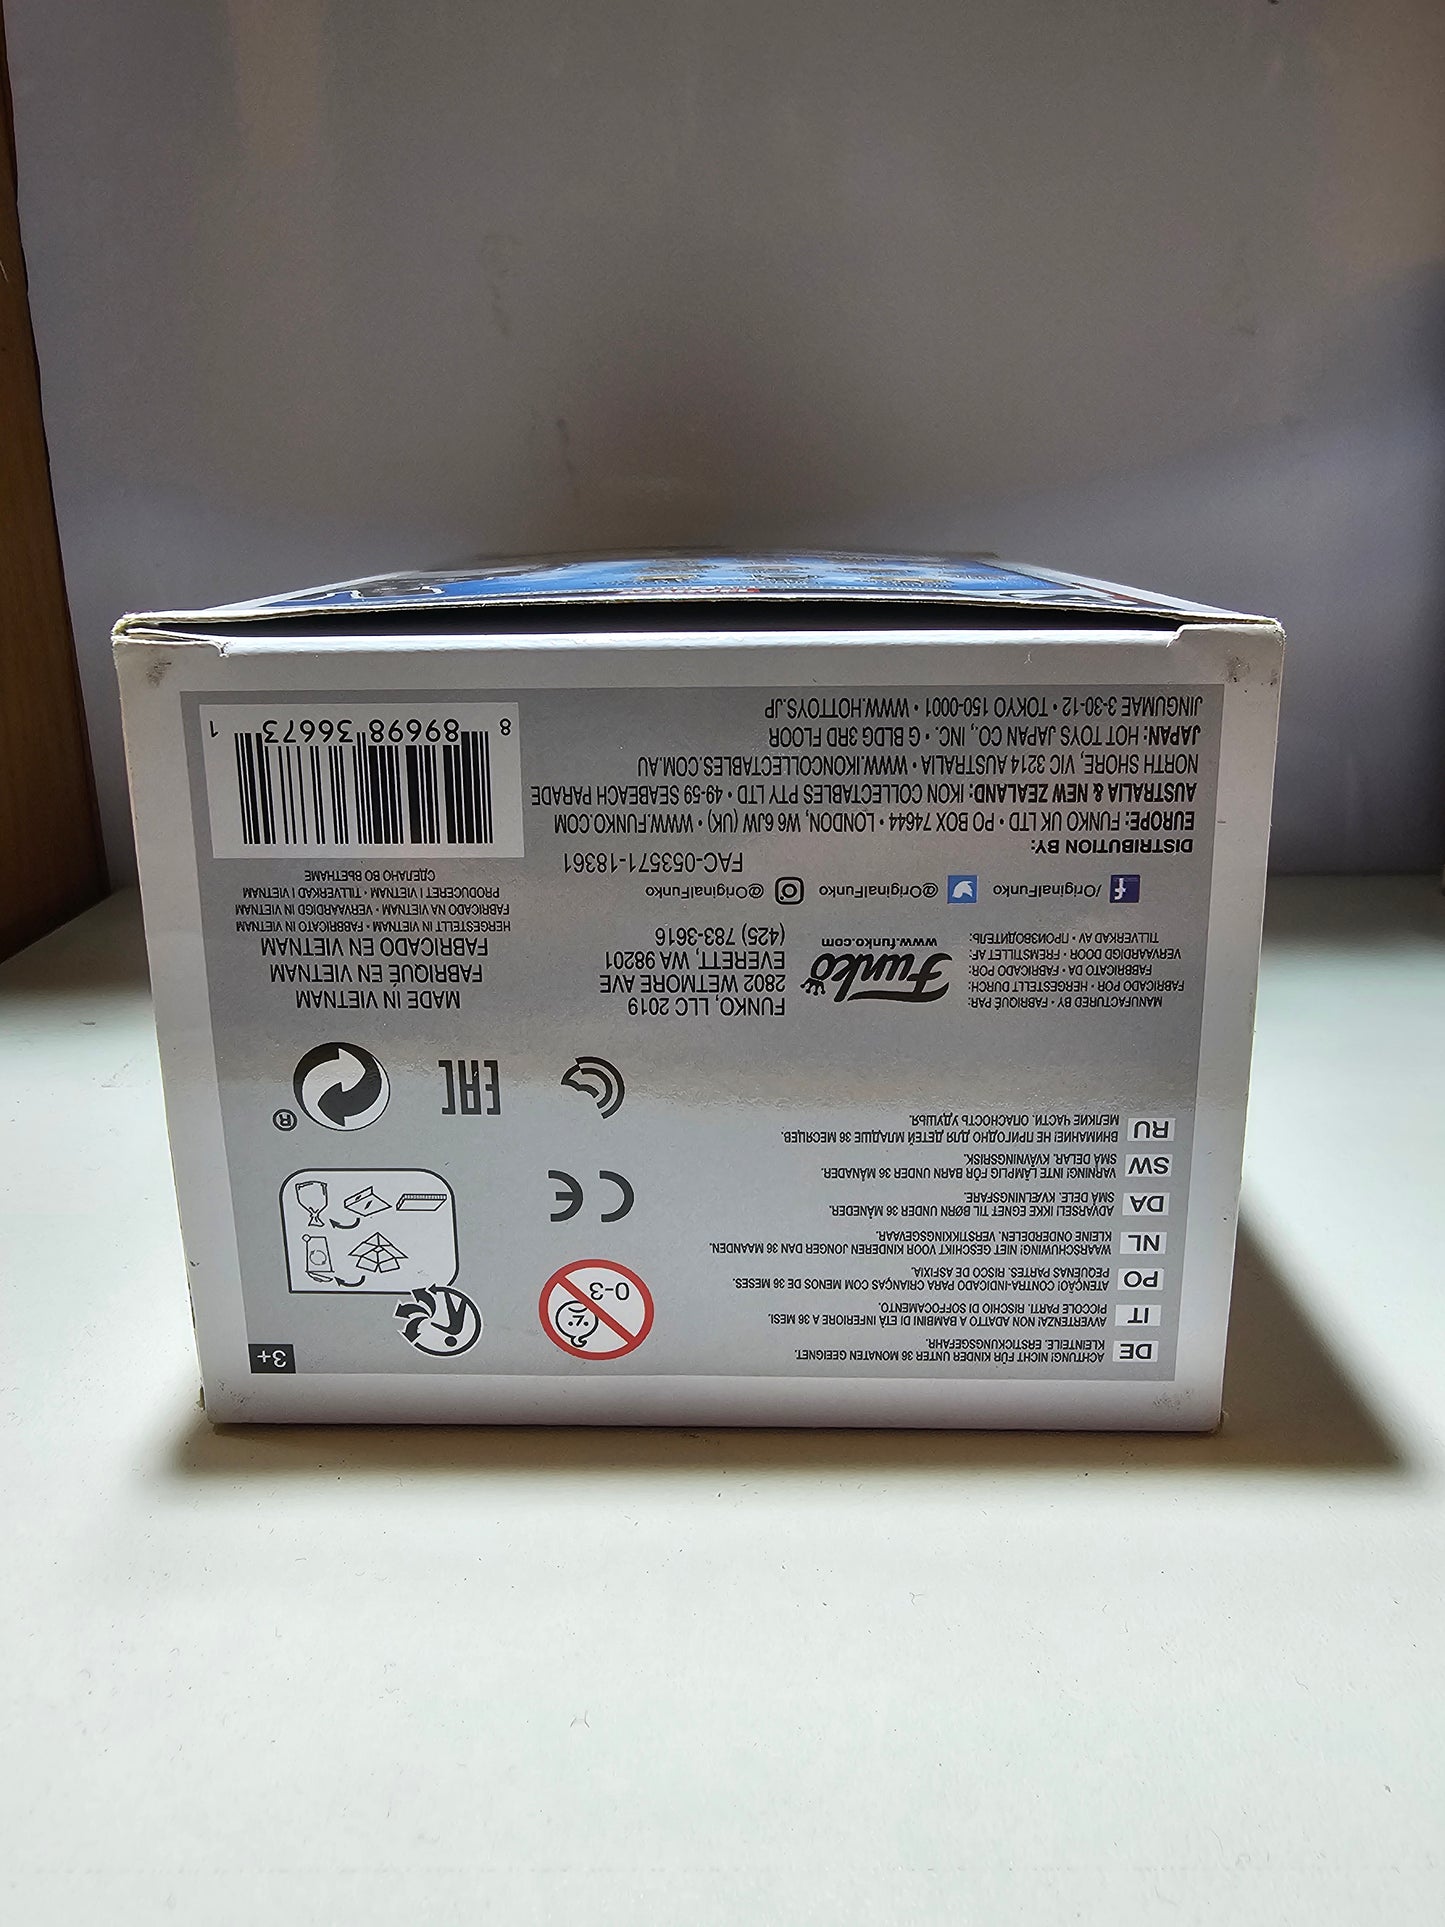 DE
ACHTUNG! NICHT FÜR KINDER UNTER 36 MONATEN GEEIGNET.
KLEINTEILE. ERSTICKUNGSGEFAHR.
IT
AVVERTENZA! NON ADATTO A BAMBINI DI ETÀ INFERIORE A 36 MESI.
PICCOLE PARTI. RISCHIO DI SOFFOCAMENTO.
PO
ATENÇÃO! CONTRA-INDICADO PARA CRIANÇAS COM MENOS DE 36 MESES.
PEQUENAS PARTES. RISCO DE ASFIXIA.
NL
WAARSCHUWING! NIET GESCHIKT VOOR KINDEREN JONGER DAN 36 MAANDEN.
KLEINE ONDERDELEN. VERSTIKKINGSGEVAAR.
DA
ADVARSEL! IKKE EGNET TIL BØRN UNDER 36 MÅNEDER.
SMÅ DELE. KVÆLNINGSFARE.
SW
VARNING! INTE LÄMPLIG FÖR BARN UNDER 36 MÅNADER.
SMÅ DELAR. KVÄVNINGSRISK.
RU
ВНИМАНИЕ! НЕ ПРИГОДНО ДЛЯ ДЕТЕЙ МЛАДШЕ 36 МЕСЯЦЕВ.
МЕЛКИЕ ЧАСТИ. ОПАСНОСТЬ УДУШЬЯ.
0-3
3+
CE
EAC
®
MANUFACTURED BY • FABRIQUÉ PAR:
FABRICADO POR • HERGESTELLT DURCH:
FABBRICATO DA • FABRICADO POR:
VERVAARDIGD DOOR • FREMSTILLET AF:
TILLVERKAD AV • ПРОИЗВОДИТЕЛЬ:
Funko
www.funko.com
FUNKO, LLC 2019
2802 WETMORE AVE
EVERETT, WA 98201
(425) 783-3616
MADE IN VIETNAM
FABRIQUÉ EN VIETNAM
FABRICADO EN VIETNAM
HERGESTELLT IN VIETNAM • FABBRICATO IN VIETNAM
FABRICADO NA VIETNAM • VERVAARDIGD IN VIETNAM
PRODUCERET I VIETNAM • TILLVERKAD I VIETNAM
СДЕЛАНО ВО ВЬЕТНАМЕ
/OriginalFunko
@OriginalFunko
@OriginalFunko
FAC-053571-18361
DISTRIBUTION BY:
EUROPE: FUNKO UK LTD • PO BOX 74644 • LONDON, W6 6JW (UK) • WWW.FUNKO.COM
AUSTRALIA & NEW ZEALAND: IKON COLLECTABLES PTY LTD • 49-59 SEABEACH PARADE
NORTH SHORE, VIC 3214 AUSTRALIA • WWW.IKONCOLLECTABLES.COM.AU
JAPAN: HOT TOYS JAPAN CO., INC. • G BLDG 3RD FLOOR
JINGUMAE 3-30-12 • TOKYO 150-0001 • WWW.HOTTOYS.JP
8 89698 36673 1